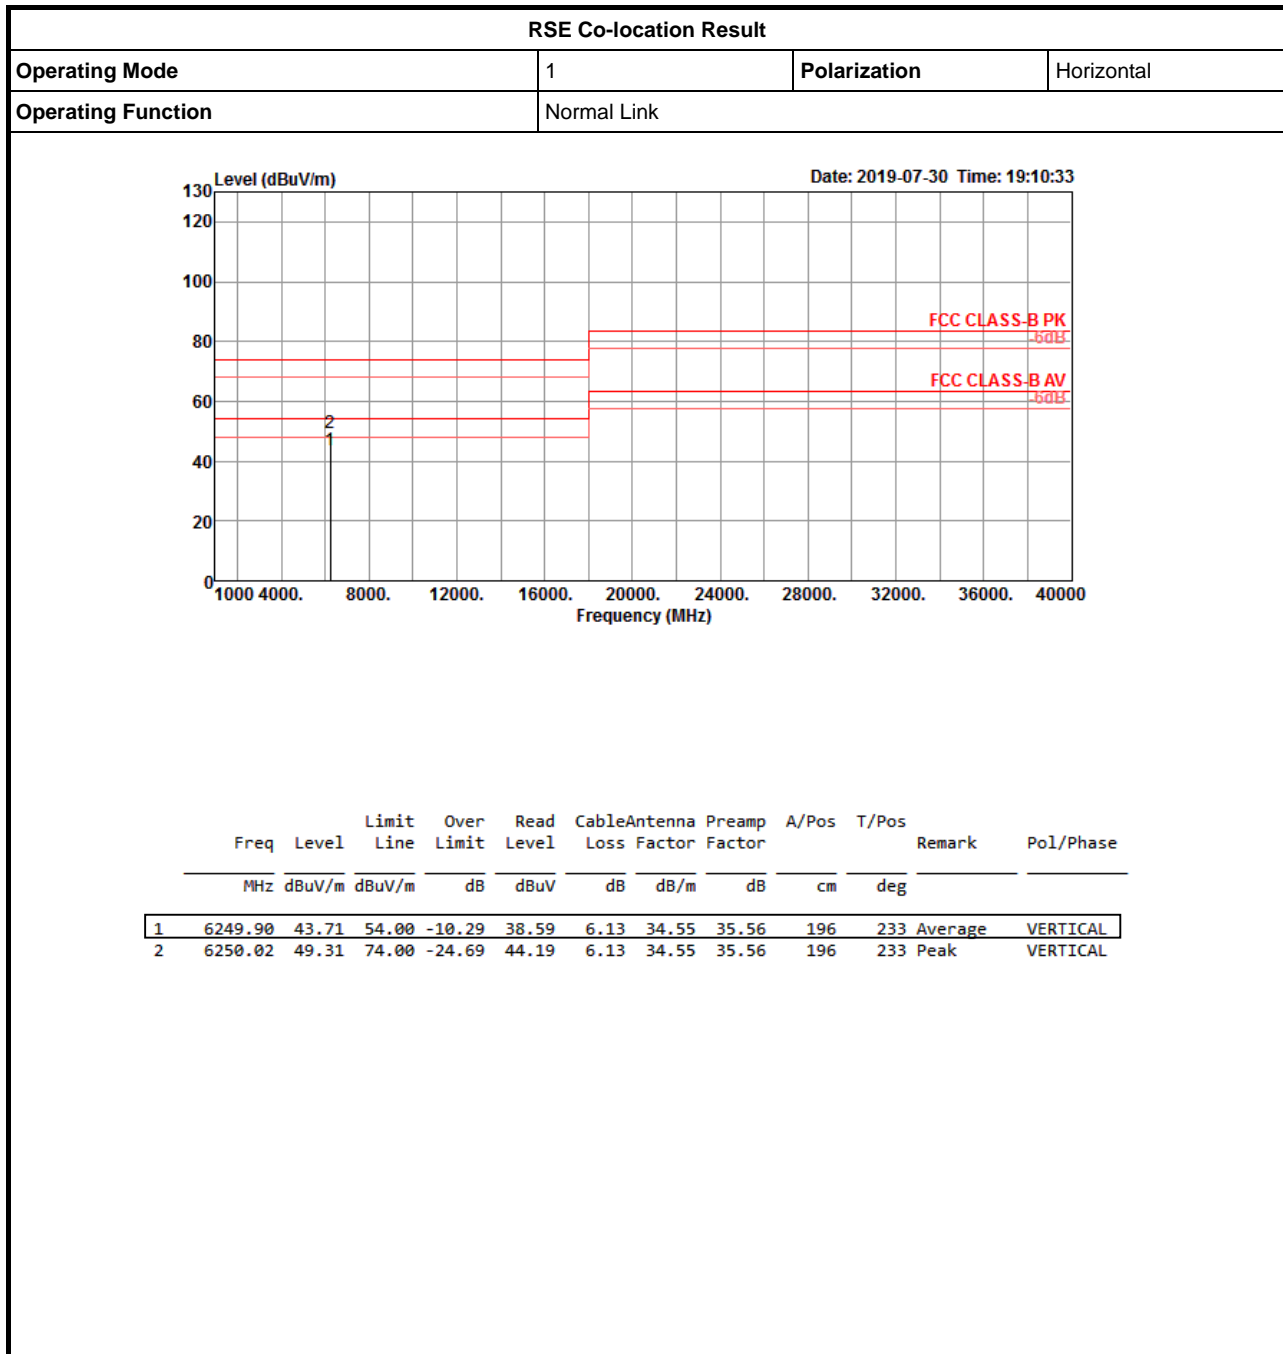 RSE Co-location Result
Operating Mode 1 Polarization Horizontal
Operating Function Normal Link
Level (dBuV/m) Date: 2019-07-30 Time: 19:10:33
130
120
100
FCC CLASS-B PK
80 -6dB
FCC CLASS-B AV
60 -6dB
2
1
40
20
0
1000 4000. 8000. 12000. 16000. 20000. 24000. 28000. 32000. 36000. 40000
Frequency (MHz)
Limit Over Read CableAntenna Preamp A/Pos T/Pos
Freq Level Line Limit Level Loss Factor Factor Remark Pol/Phase
MHz dBuV/m dBuV/m dB dBuV dB dB/m dB cm deg
1 6249.90 43.71 54.00 -10.29 38.59 6.13 34.55 35.56 196 233 Average VERTICAL
2 6250.02 49.31 74.00 -24.69 44.19 6.13 34.55 35.56 196 233 Peak VERTICAL